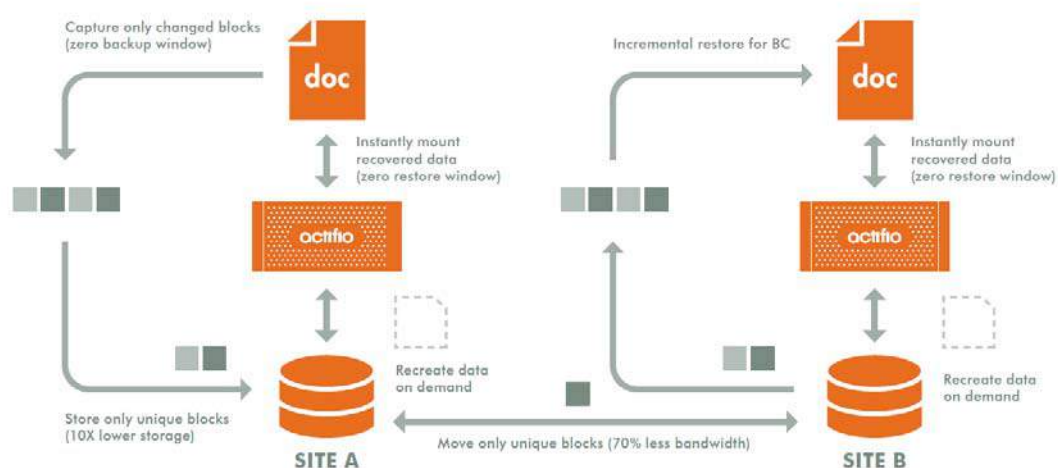 Capture only changed blocks
(zero backup window)
doc
Instantly mount
recovered data
(zero restore window)
actifio
Recreate data
on demand
Store only unique blocks
(10X lower storage)
SITE A
Move only unique blocks (70% less bandwidth)
Incremental restore for BC
doc
Instantly mount
recovered data
(zero restore window)
actifio
Recreate data
on demand
SITE B